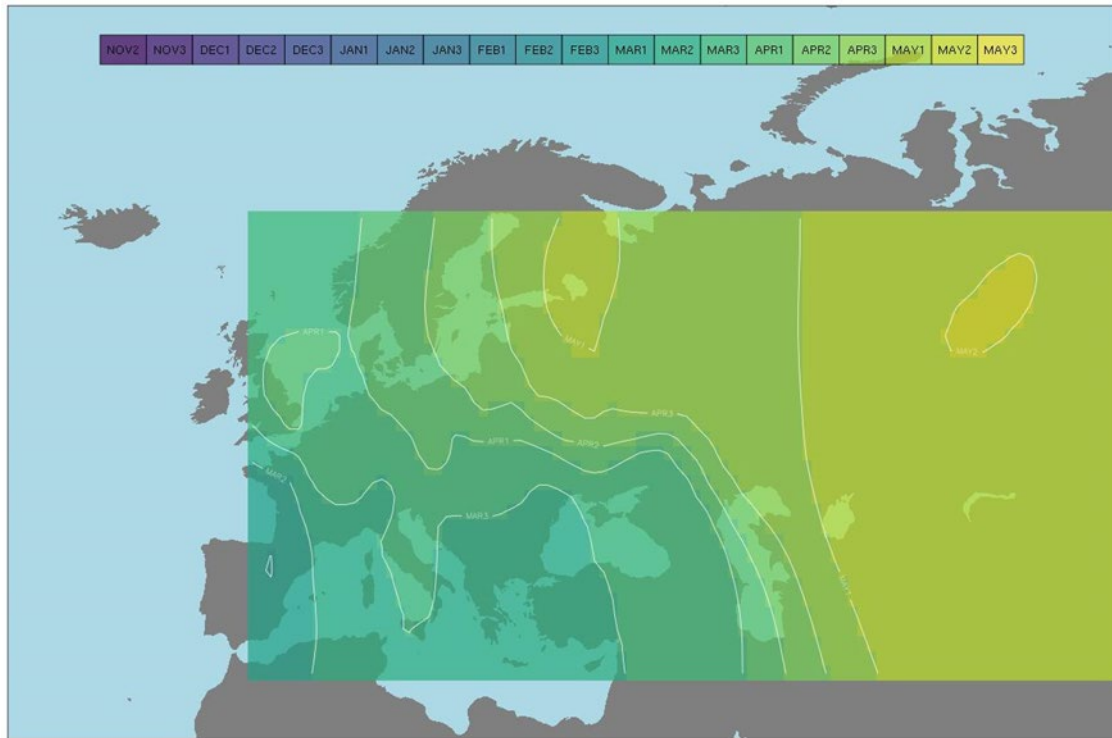 NOV2 NOV3 DEC1 DEC2 DEC3 JAN1 JAN2 JAN3 FEB1 FEB2 FEB3 MAR1 MAR2 MAR3 APR1 APR2 APR3 MAY1 MAY2 MAY3
APR1
MAY1
MAY2
APR3
APR1
APR2
MAR2
MAR3
MAY1